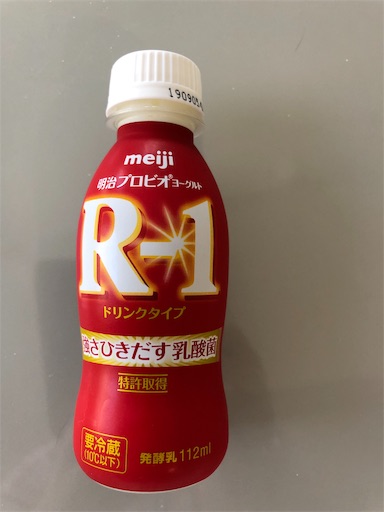 190905
meiji
明治プロビオヨーグルト
R-1
ドリンクタイプ
強さひきだす乳酸菌
特許取得
要冷蔵
(10℃以下)
発酵乳 112ml